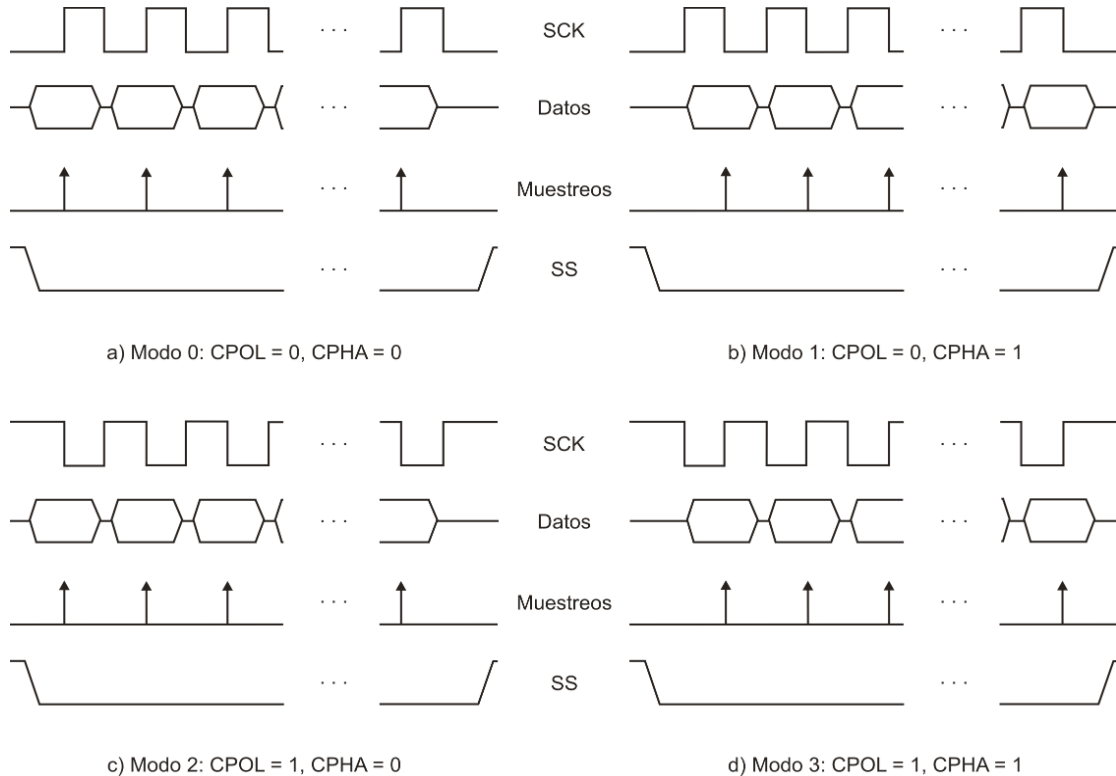 SCK
Datos
Muestreos
. . .
SS
a) Modo 0: CPOL = 0, CPHA = 0
b) Modo 1: CPOL = 0, CPHA = 1
SCK
Datos
Muestreos
SS
c) Modo 2: CPOL = 1, CPHA = 0
d) Modo 3: CPOL = 1, CPHA = 1